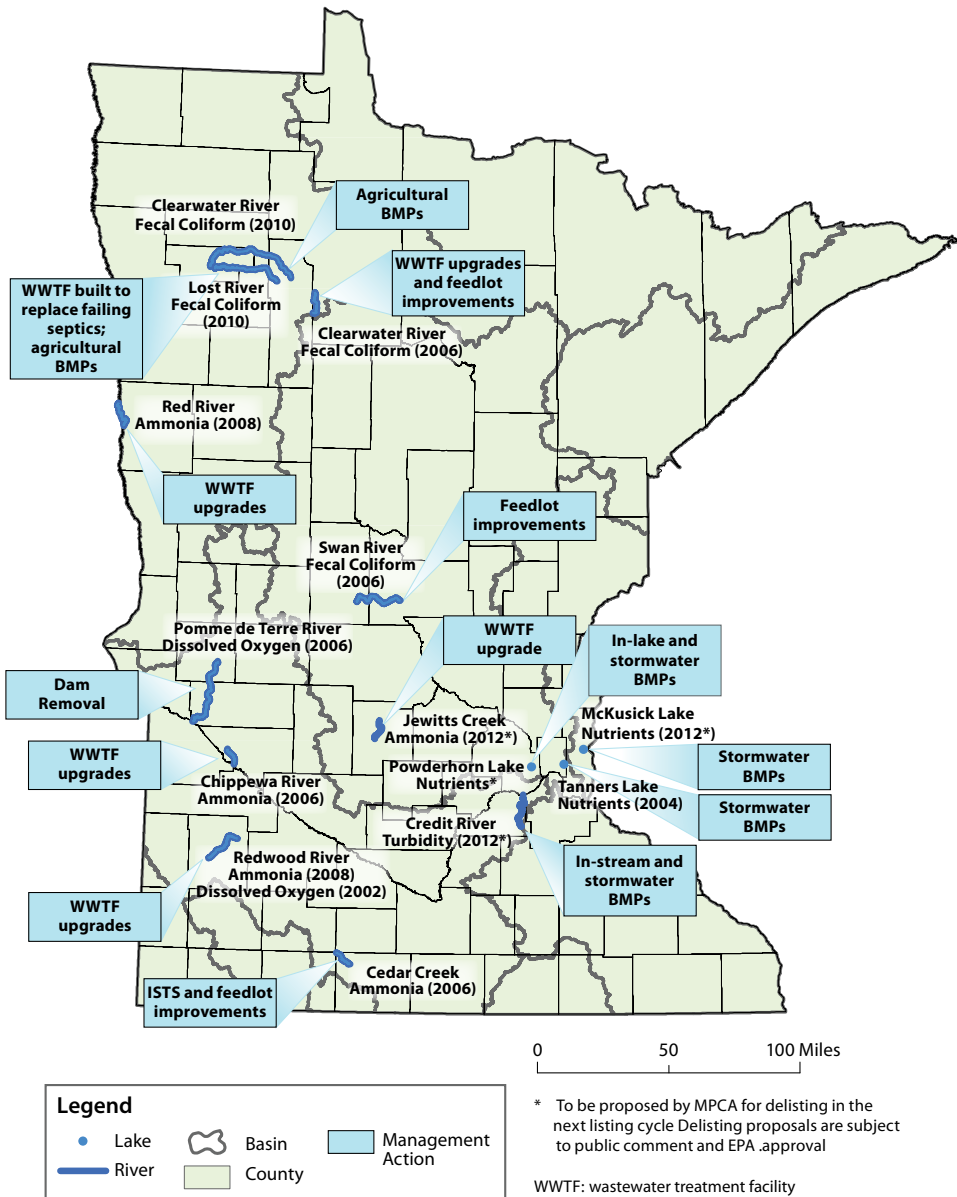 Clearwater River
Fecal Coliform (2010)
Agricultural
BMPs
WWTF built to
replace failing
septics;
agricultural
BMPs
Lost River
Fecal Coliform
(2010)
WWTF upgrades
and feedlot
improvements
Clearwater River
Fecal Coliform (2006)
Red River
Ammonia (2008)
WWTF
upgrades
Feedlot
improvements
Swan River
Fecal Coliform
(2006)
Pomme de Terre River
Dissolved Oxygen (2006)
WWTF
upgrade
In-lake and
stormwater
BMPs
Dam
Removal
Jewitts Creek
Ammonia (2012*)
McKusick Lake
Nutrients (2012*)
WWTF
upgrades
Chippewa River
Ammonia (2006)
Powderhorn Lake
Nutrients*
Tanners Lake
Nutrients (2004)
Stormwater
BMPs
Stormwater
BMPs
Credit River
Turbidity (2012*)
In-stream and
stormwater
BMPs
Redwood River
Ammonia (2008)
Dissolved Oxygen (2002)
WWTF
upgrades
Cedar Creek
Ammonia (2006)
ISTS and feedlot
improvements
0 50 100 Miles
Legend
Lake
River
Basin
County
Management
Action
* To be proposed by MPCA for delisting in the
next listing cycle Delisting proposals are subject
to public comment and EPA .approval
WWTF: wastewater treatment facility